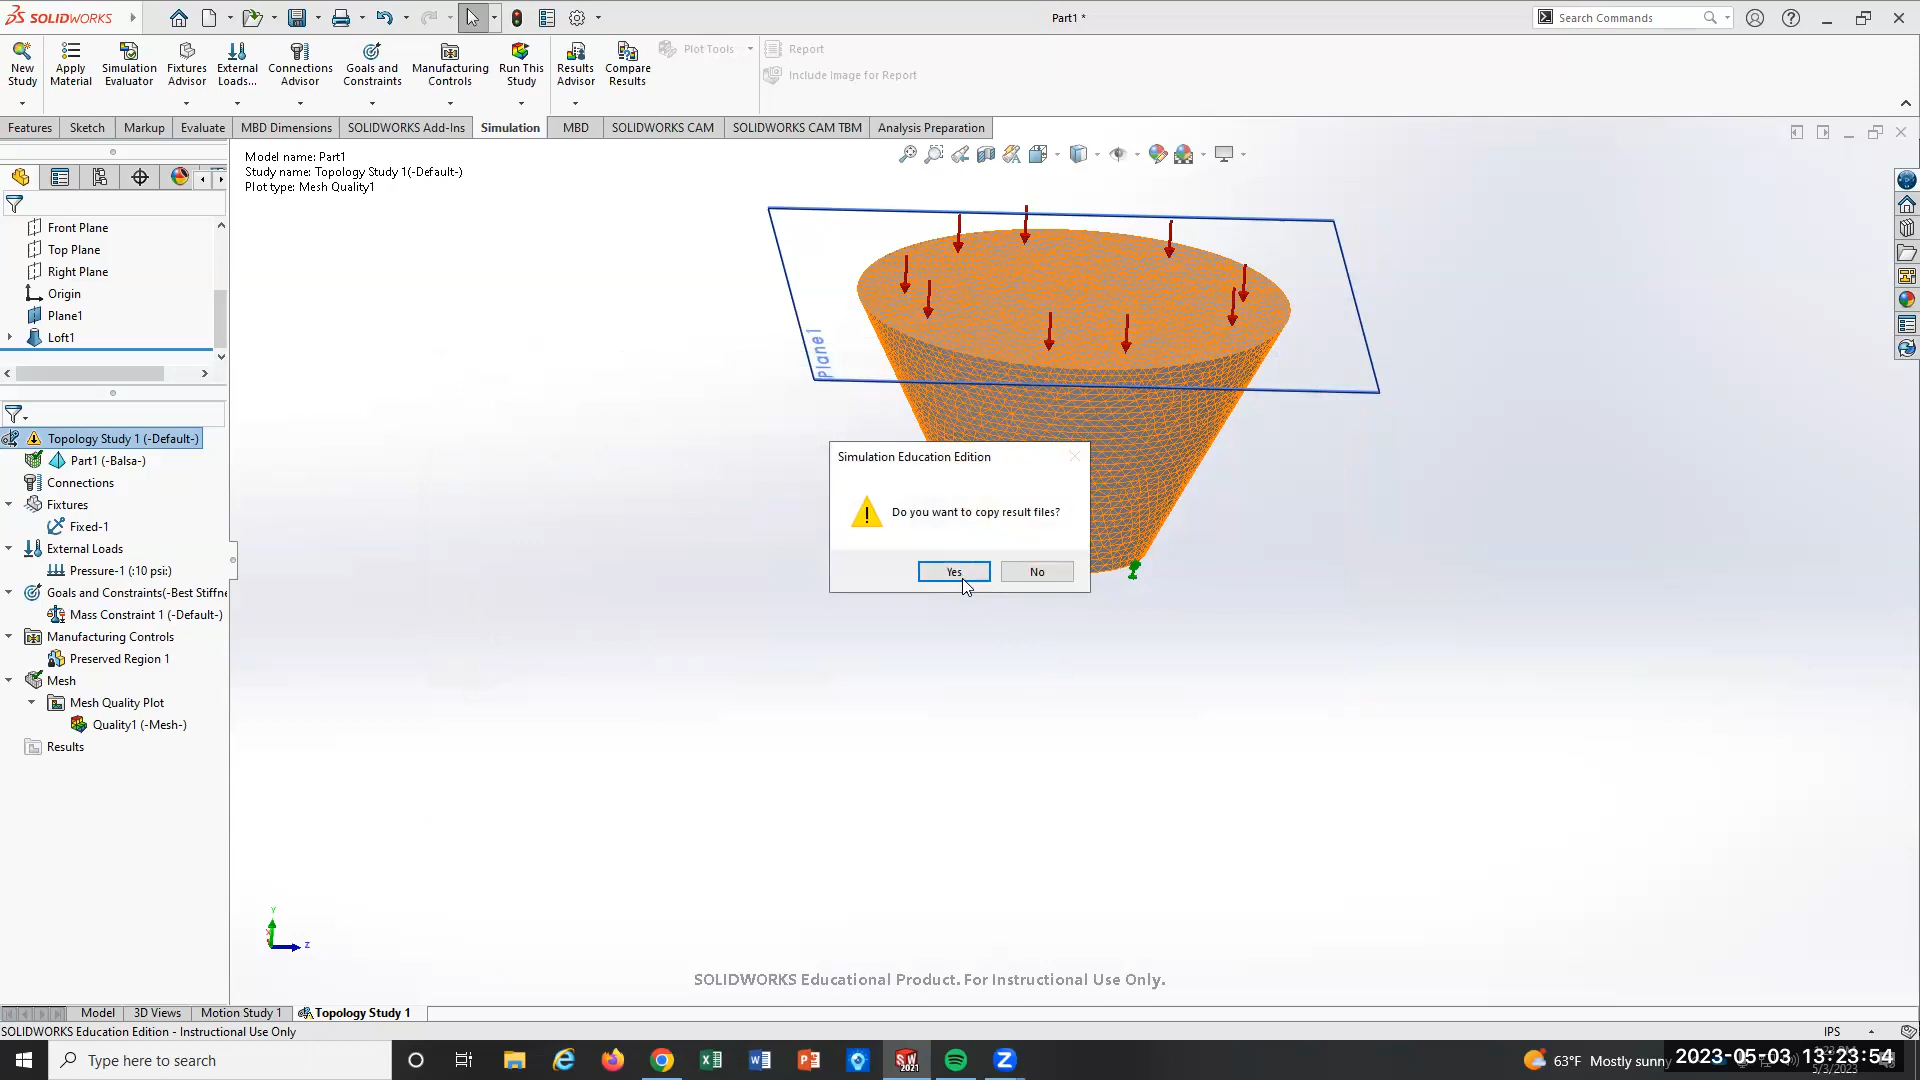 SOLIDWORKS
Part1 *
Search Commands
New Study
Apply Material
Simulation Evaluator
Fixtures Advisor
External Loads...
Connections Advisor
Goals and Constraints
Manufacturing Controls
Run This Study
Results Advisor
Compare Results
Plot Tools
Report
Include Image for Report
Features
Sketch
Markup
Evaluate
MBD Dimensions
SOLIDWORKS Add-Ins
Simulation
MBD
SOLIDWORKS CAM
SOLIDWORKS CAM TBM
Analysis Preparation
Model name: Part1
Study name: Topology Study 1(-Default-)
Plot type: Mesh Quality1
Front Plane
Top Plane
Right Plane
Origin
Plane1
Loft1
Topology Study 1 (-Default-)
Part1 (-Balsa-)
Connections
Fixtures
Fixed-1
External Loads
Pressure-1 (:10 psi:)
Goals and Constraints(-Best Stiffne
Mass Constraint 1 (-Default-)
Manufacturing Controls
Preserved Region 1
Mesh
Mesh Quality Plot
Quality1 (-Mesh-)
Results
Plane1
Simulation Education Edition
Do you want to copy result files?
Yes
No
Y
Z
SOLIDWORKS Educational Product. For Instructional Use Only.
Model
3D Views
Motion Study 1
Topology Study 1
SOLIDWORKS Education Edition - Instructional Use Only
IPS
Type here to search
SW
2021
63°F Mostly sunny
2023-05-03 13:23:54
5/3/2023